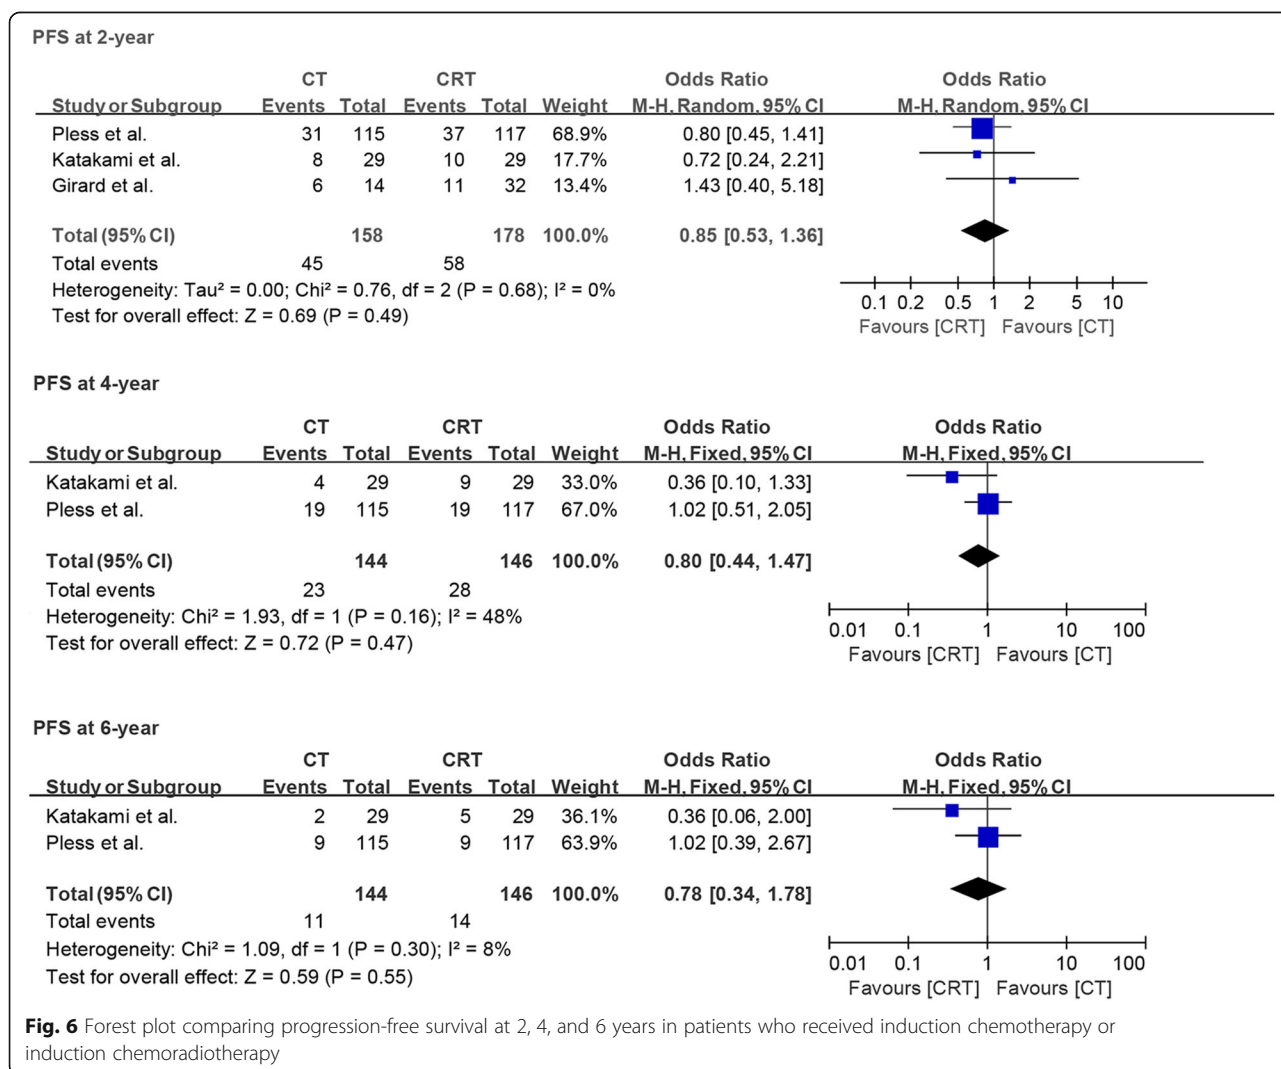 PFS at 2-year
CT CRT Odds Ratio Odds Ratio
Study or Subgroup Events Total Events Total Weight M-H, Random, 95% CI M-H, Random, 95% CI
Pless et al. 31 115 37 117 68.9% 0.80 [0.45, 1.41]
Katakami et al. 8 29 10 29 17.7% 0.72 [0.24, 2.21]
Girard et al. 6 14 11 32 13.4% 1.43 [0.40, 5.18]
Total (95% CI) 158 178 100.0% 0.85 [0.53, 1.36]
Total events 45 58
Heterogeneity: Tau² = 0.00; Chi² = 0.76, df = 2 (P = 0.68); I² = 0%
Test for overall effect: Z = 0.69 (P = 0.49)
0.1 0.2 0.5 1 2 5 10
Favours [CRT] Favours [CT]
PFS at 4-year
CT CRT Odds Ratio Odds Ratio
Study or Subgroup Events Total Events Total Weight M-H, Fixed, 95% CI M-H, Fixed, 95% CI
Katakami et al. 4 29 9 29 33.0% 0.36 [0.10, 1.33]
Pless et al. 19 115 19 117 67.0% 1.02 [0.51, 2.05]
Total (95% CI) 144 146 100.0% 0.80 [0.44, 1.47]
Total events 23 28
Heterogeneity: Chi² = 1.93, df = 1 (P = 0.16); I² = 48%
Test for overall effect: Z = 0.72 (P = 0.47)
0.01 0.1 1 10 100
Favours [CRT] Favours [CT]
PFS at 6-year
CT CRT Odds Ratio Odds Ratio
Study or Subgroup Events Total Events Total Weight M-H, Fixed, 95% CI M-H, Fixed, 95% CI
Katakami et al. 2 29 5 29 36.1% 0.36 [0.06, 2.00]
Pless et al. 9 115 9 117 63.9% 1.02 [0.39, 2.67]
Total (95% CI) 144 146 100.0% 0.78 [0.34, 1.78]
Total events 11 14
Heterogeneity: Chi² = 1.09, df = 1 (P = 0.30); I² = 8%
Test for overall effect: Z = 0.59 (P = 0.55)
0.01 0.1 1 10 100
Favours [CRT] Favours [CT]
Fig. 6 Forest plot comparing progression-free survival at 2, 4, and 6 years in patients who received induction chemotherapy or
induction chemoradiotherapy